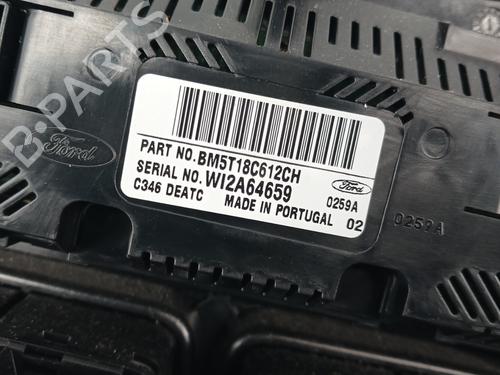 B-PARTS
Ford
PART NO. BM5T18C612CH
SERIAL NO. WI2A64659
Ford
C346 DEATC
0259A
MADE IN PORTUGAL
02
0259A